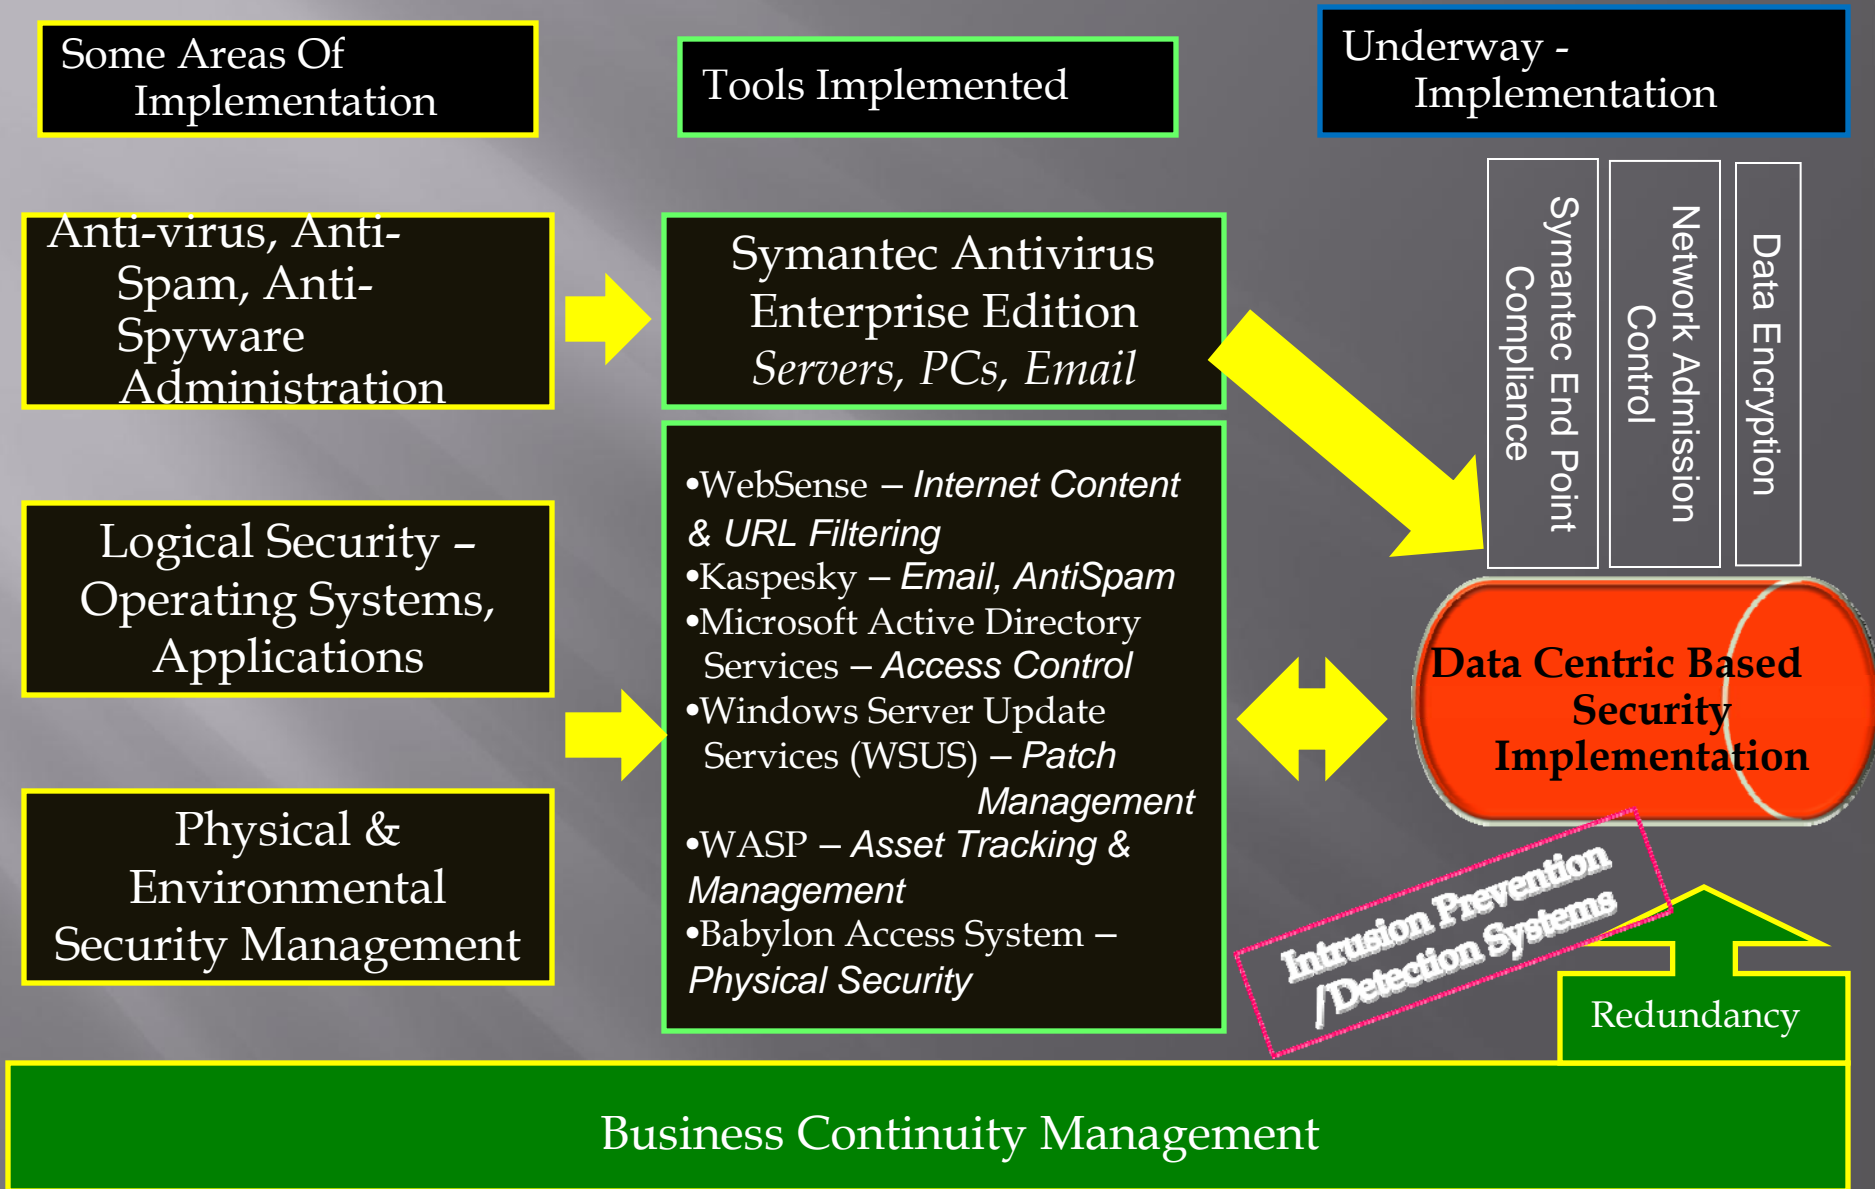 Some Areas Of
Implementation
Tools Implemented
Underway -
Implementation
Anti-virus, Anti-
Spam, Anti-
Spyware
Administration
Symantec Antivirus
Enterprise Edition
Servers, PCs, Email
Symantec End Point
Compliance
Network Admission
Control
Data Encryption
Logical Security –
Operating Systems,
Applications
•WebSense – Internet Content
& URL Filtering
•Kaspesky – Email, AntiSpam
•Microsoft Active Directory
Services – Access Control
•Windows Server Update
Services (WSUS) – Patch
Management
•WASP – Asset Tracking &
Management
•Babylon Access System –
Physical Security
Data Centric Based
Security
Implementation
Physical &
Environmental
Security Management
Intrusion Prevention
/Detection Systems
Redundancy
Business Continuity Management